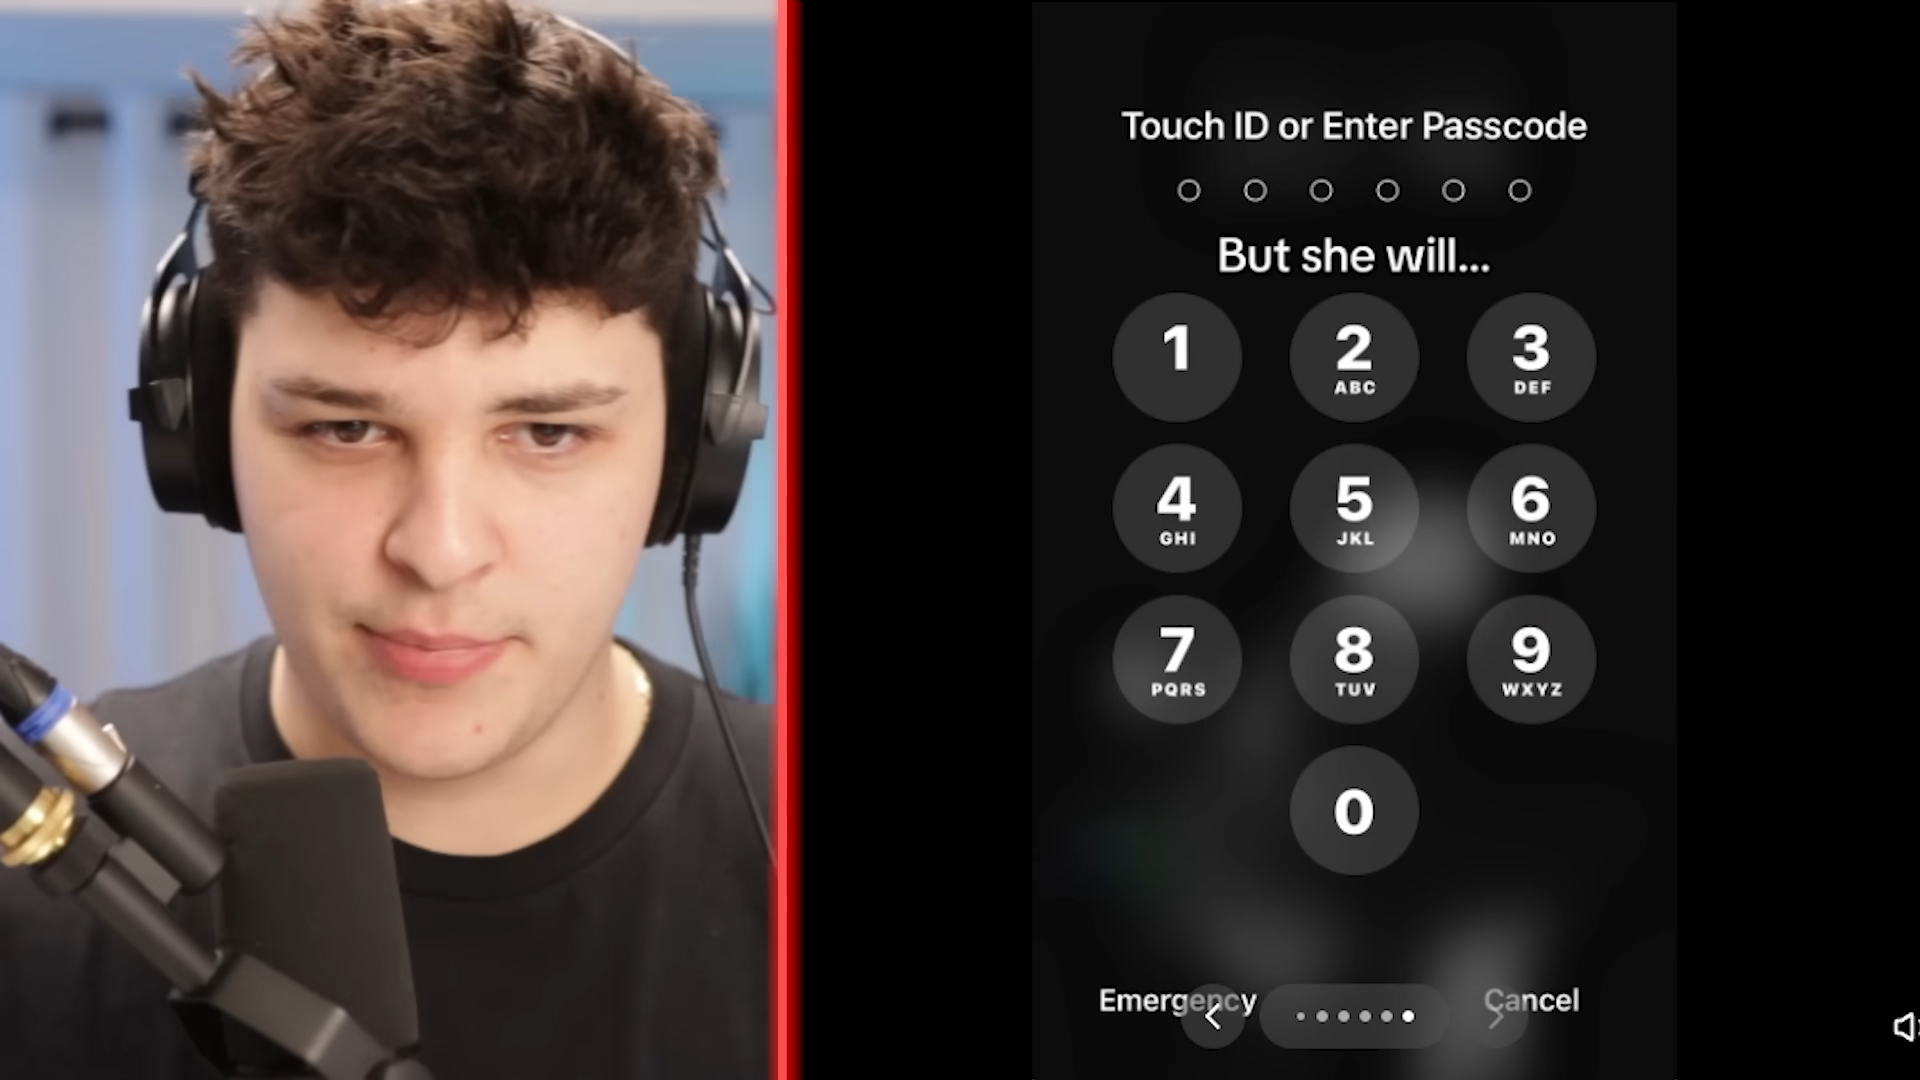 Touch ID or Enter Passcode
But she will...
1
2
ABC
3
DEF
4
GHI
5
JKL
6
MNO
7
PQRS
8
TUV
9
WXYZ
0
Emergency
Cancel